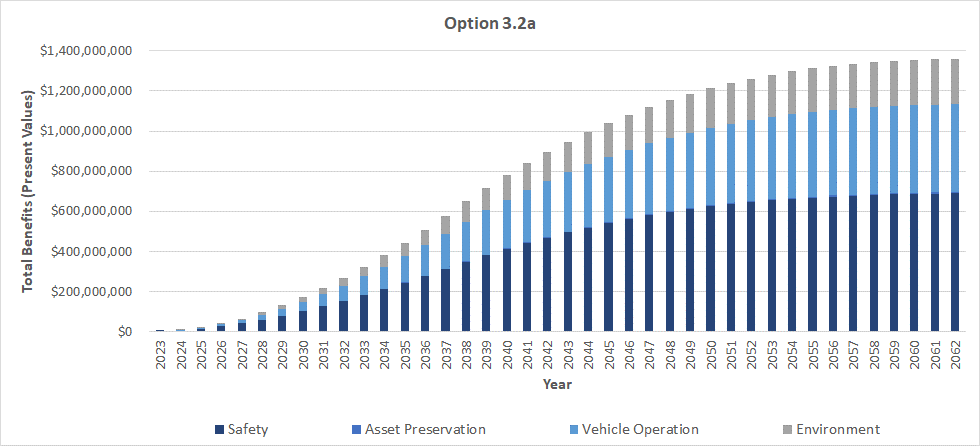 Option 3.2a
Total Benefits (Present Values)
$1,400,000,000
$1,200,000,000
$1,000,000,000
$800,000,000
$600,000,000
$400,000,000
$200,000,000
$0
2023 2024 2025 2026 2027 2028 2029 2030 2031 2032 2033 2034 2035 2036 2037 2038 2039 2040 2041 2042 2043 2044 2045 2046 2047 2048 2049 2050 2051 2052 2053 2054 2055 2056 2057 2058 2059 2060 2061 2062
Year
Safety Asset Preservation Vehicle Operation Environment